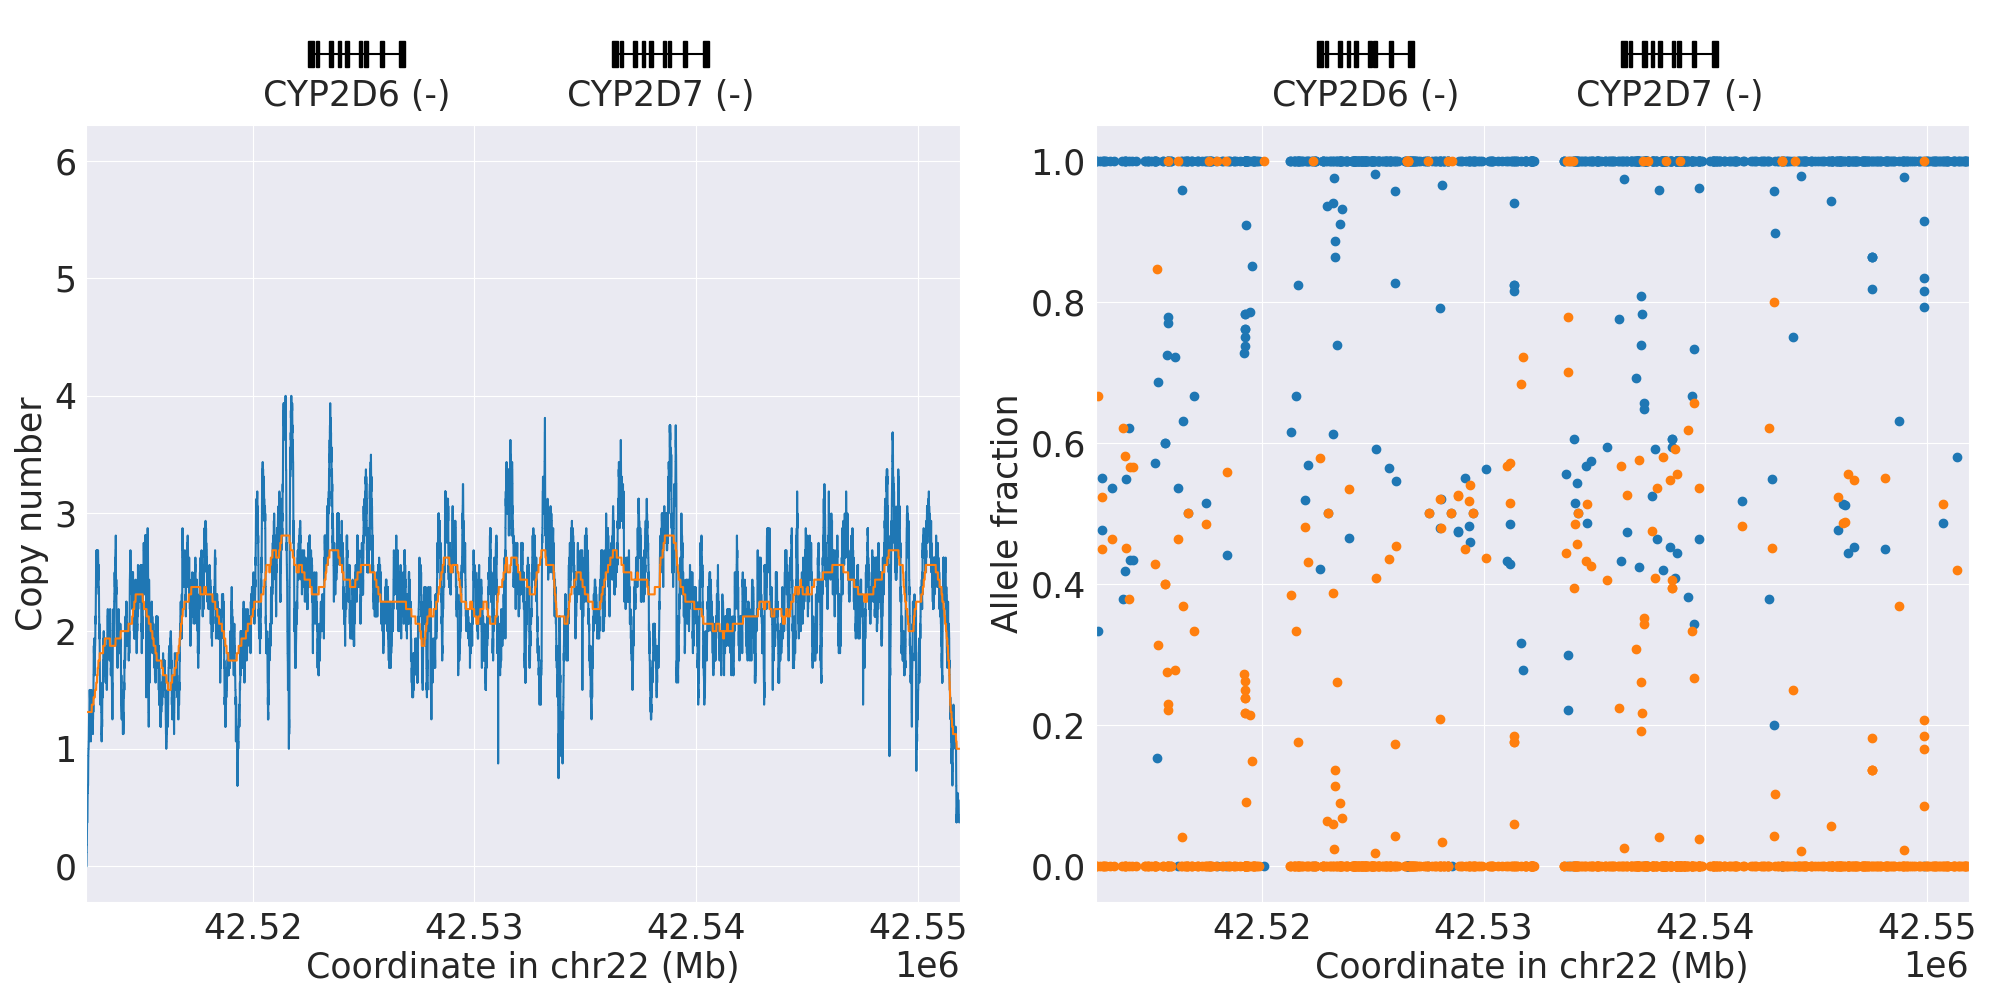 CYP2D6 (-)
CYP2D7 (-)
6
5
4
3
2
1
0
Copy number
42.52
42.53
42.54
42.55
Coordinate in chr22 (Mb)
1e6
CYP2D6 (-)
CYP2D7 (-)
1.0
0.8
0.6
0.4
0.2
0.0
Allele fraction
42.52
42.53
42.54
42.55
Coordinate in chr22 (Mb)
1e6